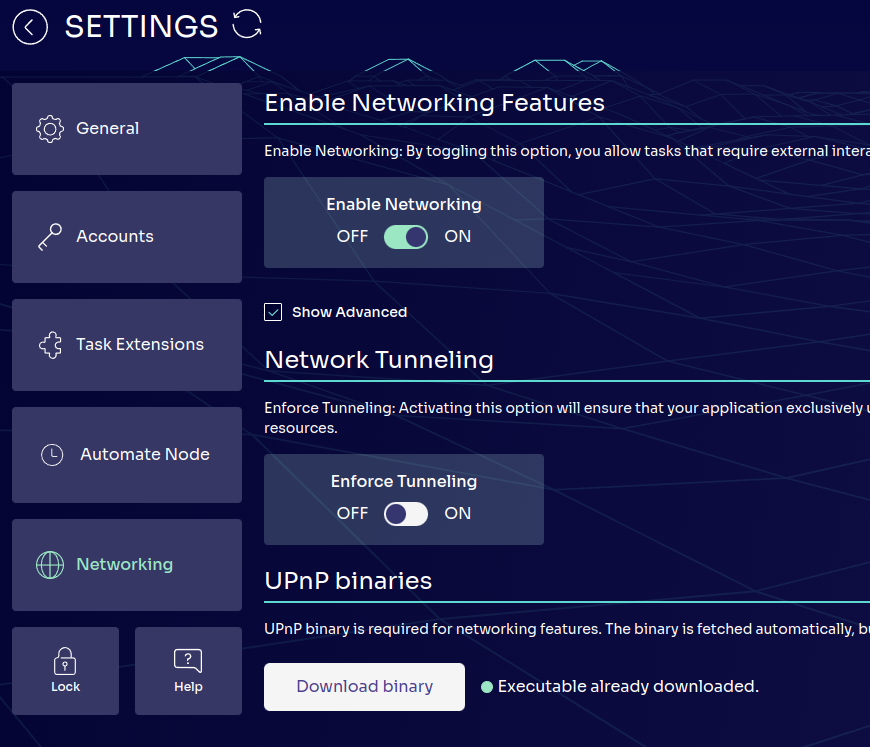 SETTINGS
General
Accounts
Task Extensions
Automate Node
Networking
Lock
Help
Enable Networking Features
Enable Networking: By toggling this option, you allow tasks that require external
Enable Networking
OFF
ON
Show Advanced
Network Tunneling
Enforce Tunneling: Activating this option will ensure that your application exclusively
resources.
Enforce Tunneling
OFF
ON
UPnP binaries
UPnP binary is required for networking features. The binary is fetched automatically,
Download binary
Executable already downloaded.